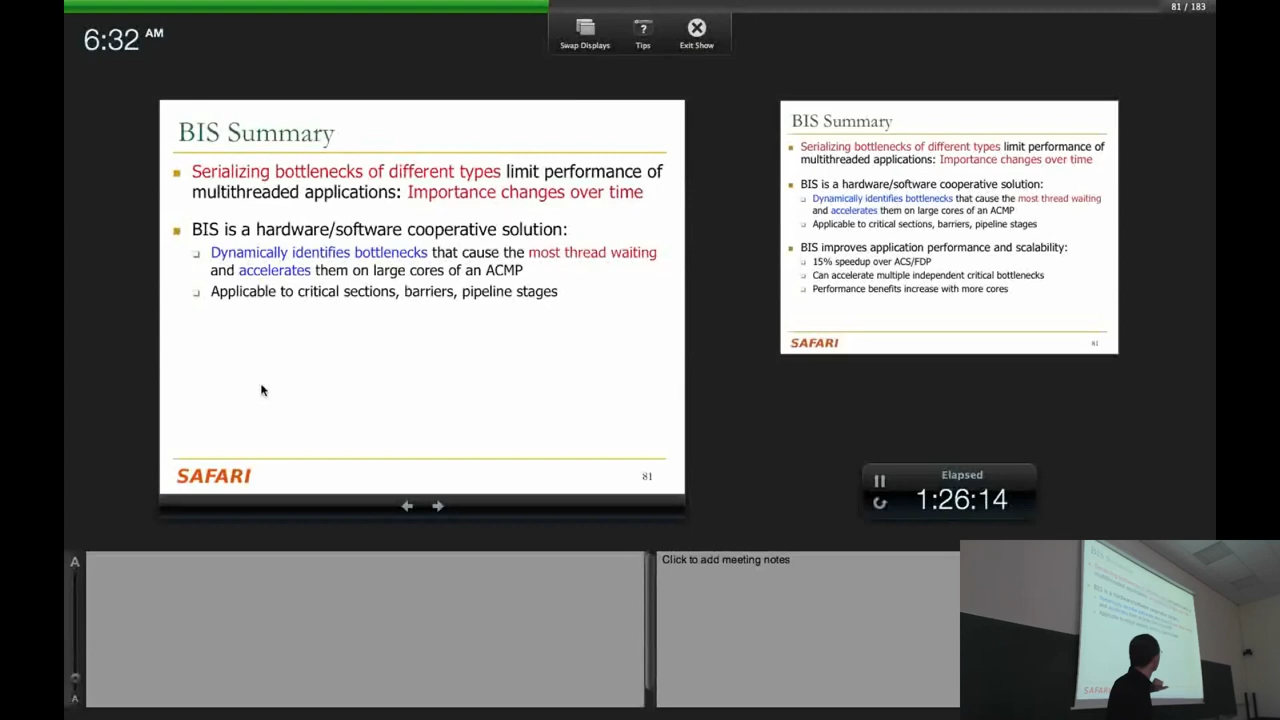 81 / 183
6:32 AM
Swap Displays
Tips
Exit Show
BIS Summary
Serializing bottlenecks of different types limit performance of
multithreaded applications: Importance changes over time
BIS is a hardware/software cooperative solution:
Dynamically identifies bottlenecks that cause the most thread waiting
and accelerates them on large cores of an ACMP
Applicable to critical sections, barriers, pipeline stages
SAFARI
81
BIS Summary
Serializing bottlenecks of different types limit performance of
multithreaded applications: Importance changes over time
BIS is a hardware/software cooperative solution:
Dynamically identifies bottlenecks that cause the most thread waiting
and accelerates them on large cores of an ACMP
Applicable to critical sections, barriers, pipeline stages
BIS improves application performance and scalability:
15% speedup over ACS/FDP
Can accelerate multiple independent critical bottlenecks
Performance benefits increase with more cores
SAFARI
81
Elapsed
1:26:14
A
A
Click to add meeting notes